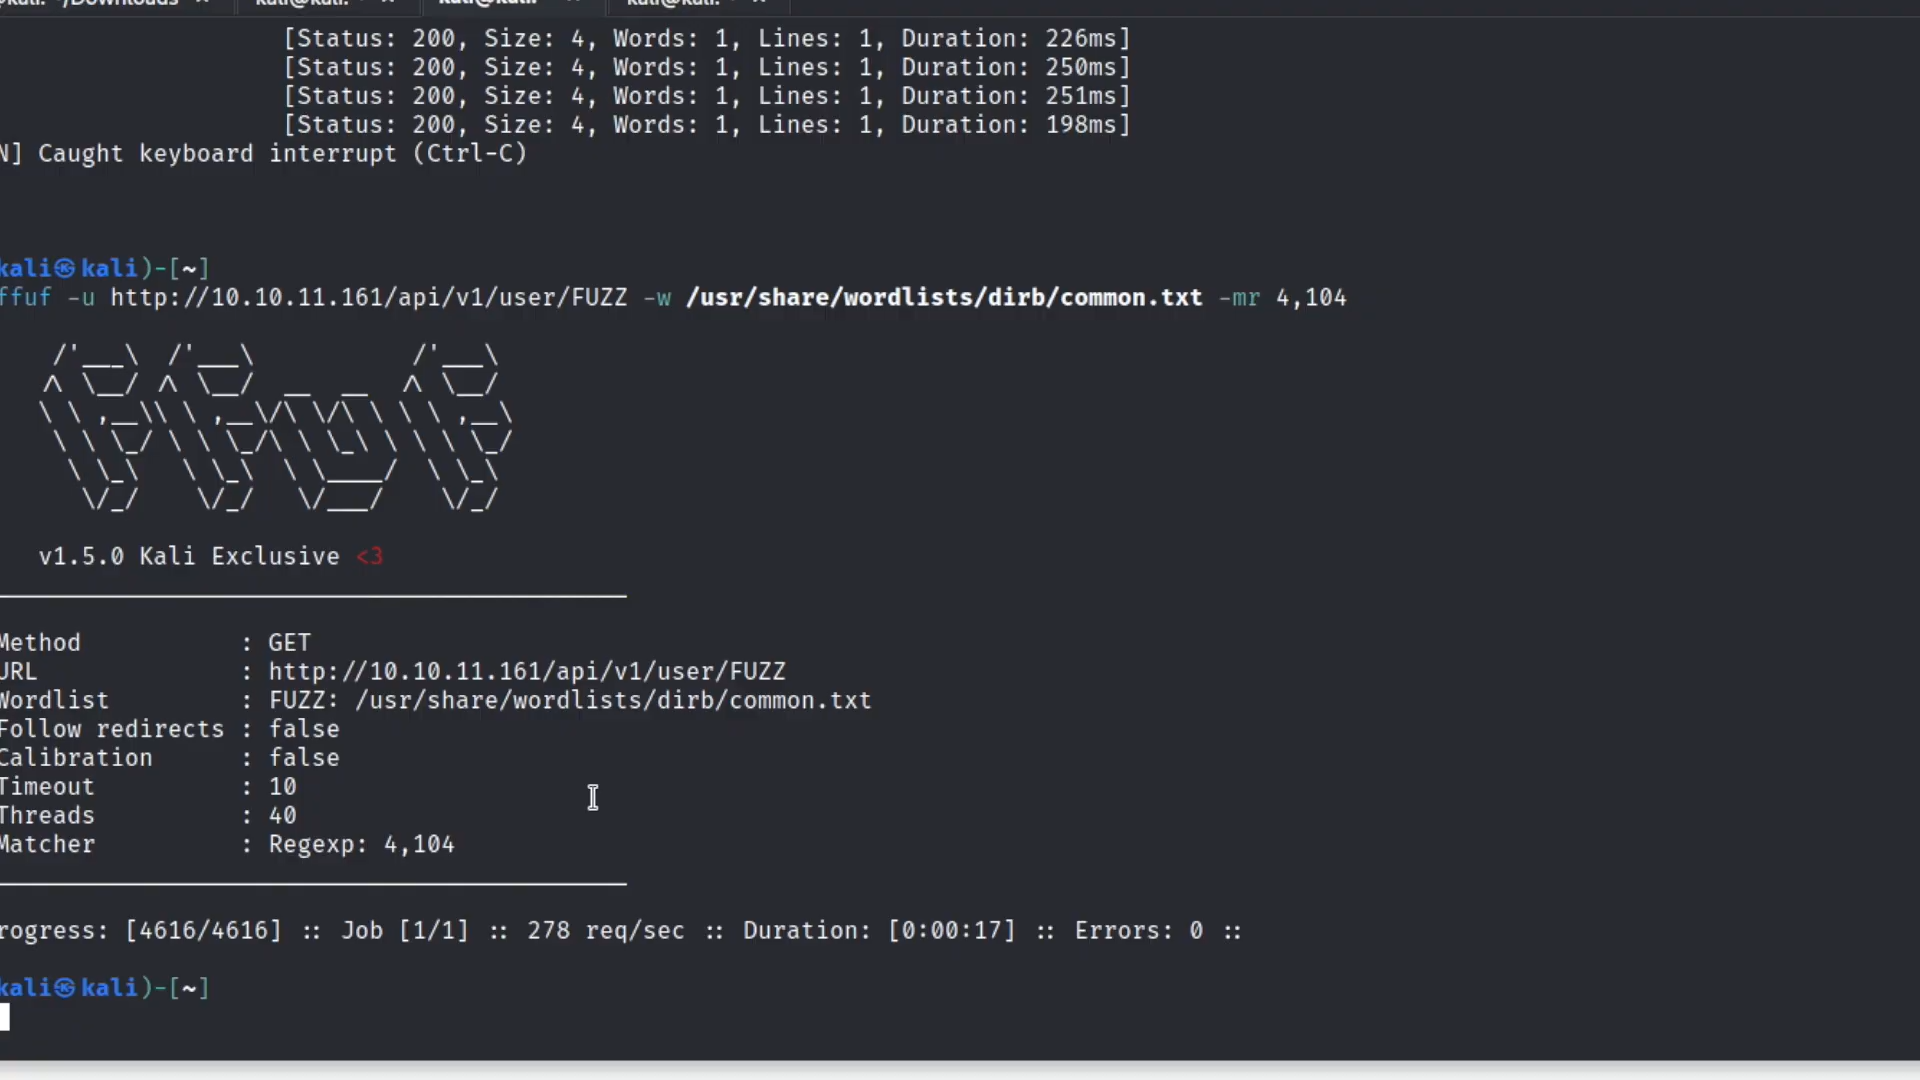 [Status: 200, Size: 4, Words: 1, Lines: 1, Duration: 226ms]
[Status: 200, Size: 4, Words: 1, Lines: 1, Duration: 250ms]
[Status: 200, Size: 4, Words: 1, Lines: 1, Duration: 251ms]
[Status: 200, Size: 4, Words: 1, Lines: 1, Duration: 198ms]
N] Caught keyboard interrupt (Ctrl-C)
kali㉿kali)-[~]
ffuf -u http://10.10.11.161/api/v1/user/FUZZ -w /usr/share/wordlists/dirb/common.txt -mr 4,104
v1.5.0 Kali Exclusive <3
Method : GET
URL : http://10.10.11.161/api/v1/user/FUZZ
Wordlist : FUZZ: /usr/share/wordlists/dirb/common.txt
Follow redirects : false
Calibration : false
Timeout : 10
Threads : 40
Matcher : Regexp: 4,104
rogress: [4616/4616] :: Job [1/1] :: 278 req/sec :: Duration: [0:00:17] :: Errors: 0 ::
kali㉿kali)-[~]